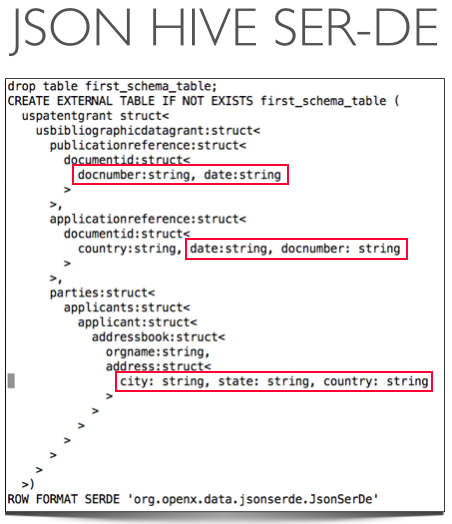 JSON HIVE SER-DE
drop table first_schema_table;
CREATE EXTERNAL TABLE IF NOT EXISTS first_schema_table (
  uspatentgrant struct<
    usbibliographicdatagrant:struct<
      publicationreference:struct<
        documentid:struct<
          docnumber:string, date:string
        >
      >,
      applicationreference:struct<
        documentid:struct<
          country:string, date:string, docnumber: string
        >
      >,
      parties:struct<
        applicants:struct<
          applicant:struct<
            addressbook:struct<
              orgname:string,
              address:struct<
                city: string, state: string, country: string
              >
            >
          >
        >
      >
    >
  >)
ROW FORMAT SERDE 'org.openx.data.jsonserde.JsonSerDe'